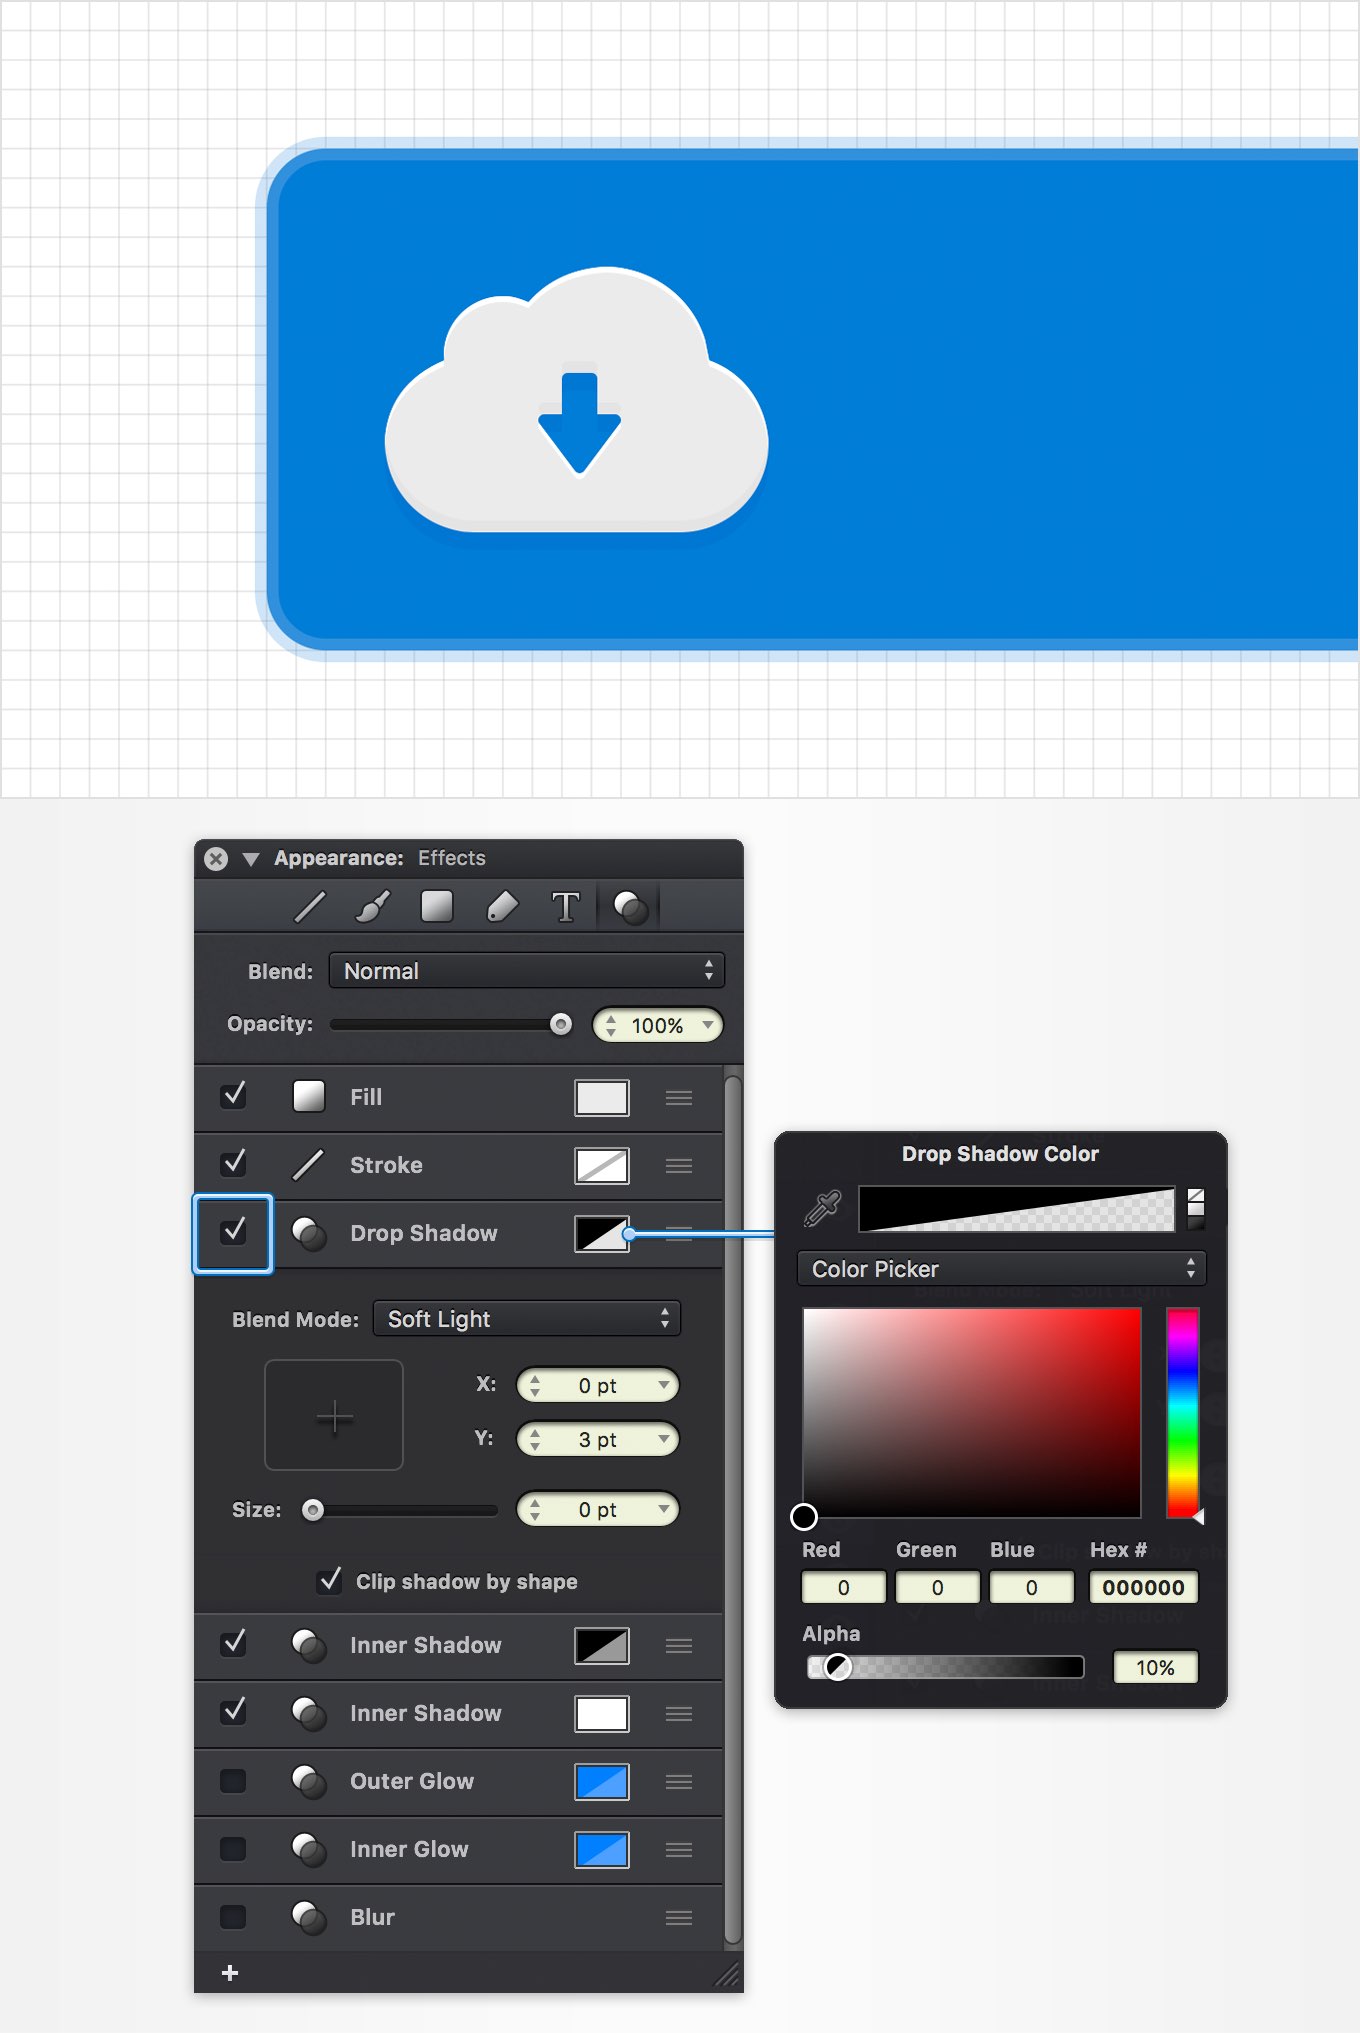 Appearance: Effects
T
Blend: Normal
Opacity: 100%
Fill
Stroke
Drop Shadow
Blend Mode: Soft Light
X: 0 pt
Y: 3 pt
Size: 0 pt
Clip shadow by shape
Inner Shadow
Inner Shadow
Outer Glow
Inner Glow
Blur
+
Drop Shadow Color
Color Picker
Red Green Blue Hex #
0 0 0 000000
Alpha
10%